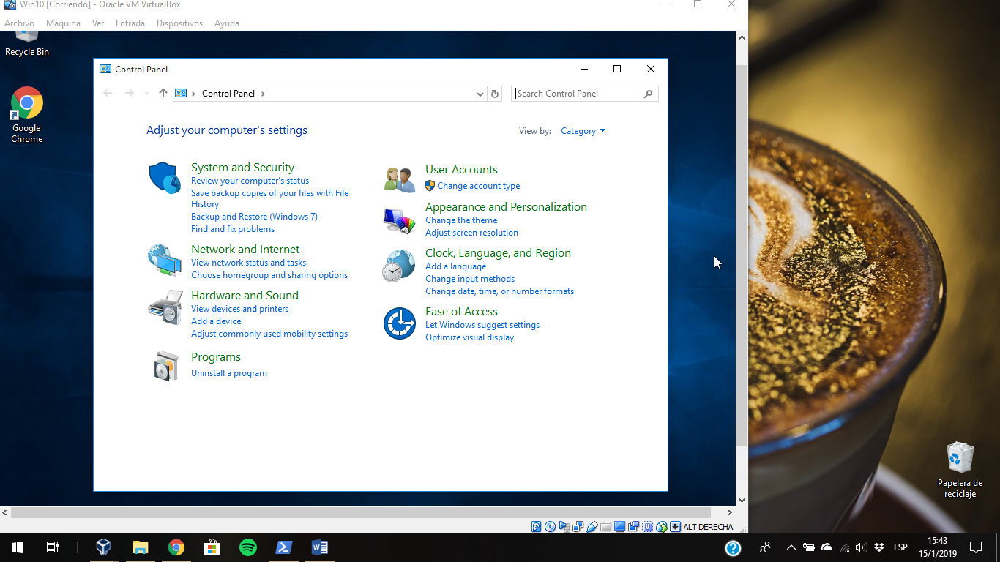 Win10 [Corriendo] - Oracle VM VirtualBox
Archivo Máquina Ver Entrada Dispositivos Ayuda
Recycle Bin
Google
Chrome
Control Panel
Control Panel
Search Control Panel
Adjust your computer's settings
View by: Category
System and Security
Review your computer's status
Save backup copies of your files with File
History
Backup and Restore (Windows 7)
Find and fix problems
Network and Internet
View network status and tasks
Choose homegroup and sharing options
Hardware and Sound
View devices and printers
Add a device
Adjust commonly used mobility settings
Programs
Uninstall a program
User Accounts
Change account type
Appearance and Personalization
Change the theme
Adjust screen resolution
Clock, Language, and Region
Add a language
Change input methods
Change date, time, or number formats
Ease of Access
Let Windows suggest settings
Optimize visual display
Papelera de
reciclaje
ALT DERECHA
ESP
15:43
15/1/2019